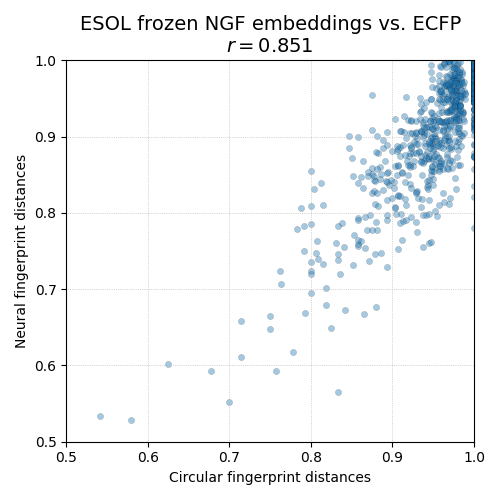 ESOL frozen NGF embeddings vs. ECFP
r = 0.851
Neural fingerprint distances
1.0
0.9
0.8
0.7
0.6
0.5
0.5 0.6 0.7 0.8 0.9 1.0
Circular fingerprint distances